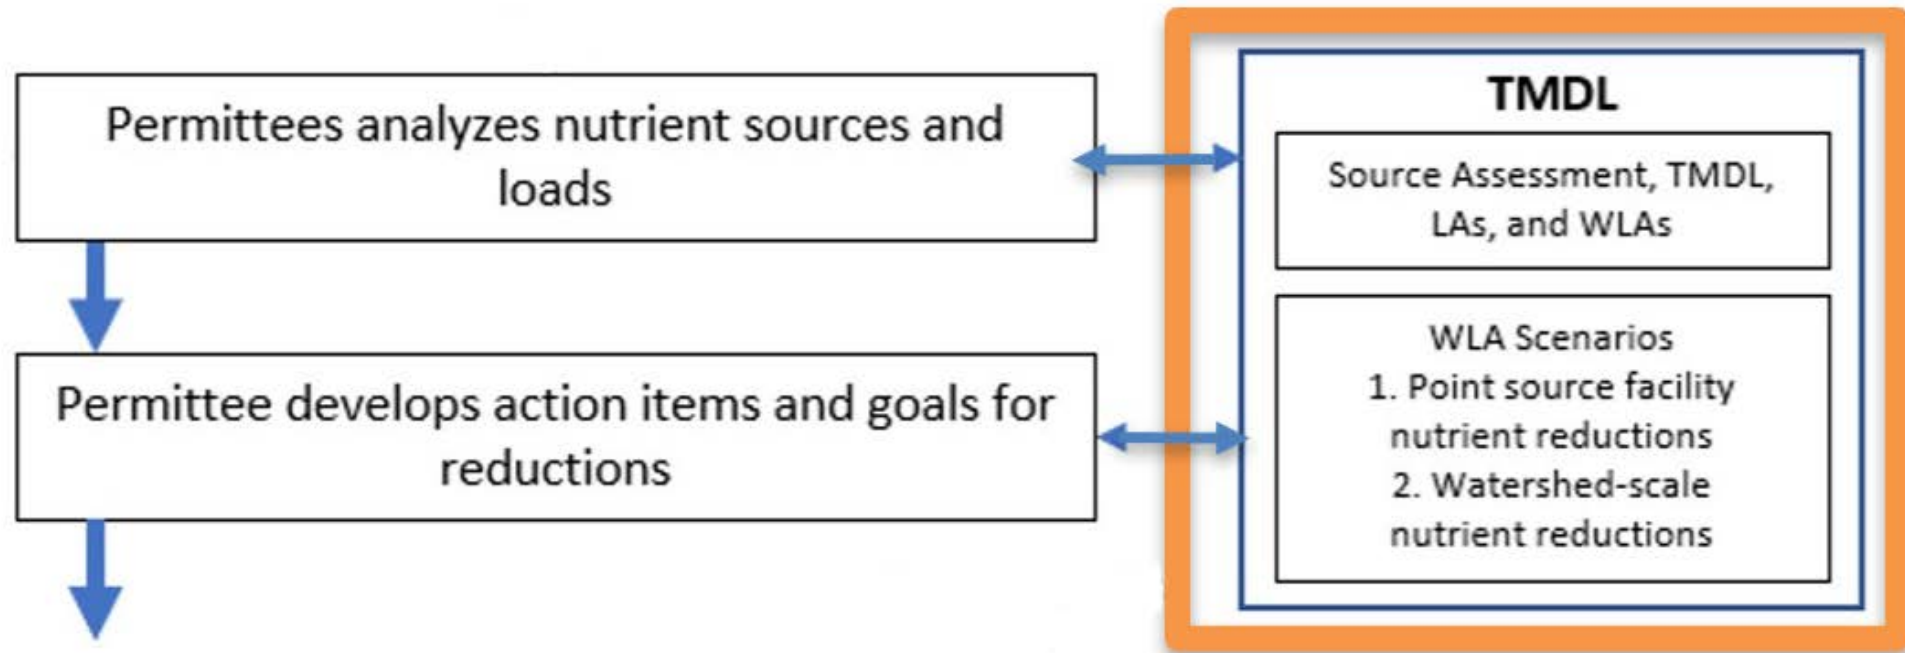 Permittees analyzes nutrient sources and
loads
Permittee develops action items and goals for
reductions
TMDL
Source Assessment, TMDL,
LAs, and WLAs
WLA Scenarios
1. Point source facility
nutrient reductions
2. Watershed-scale
nutrient reductions